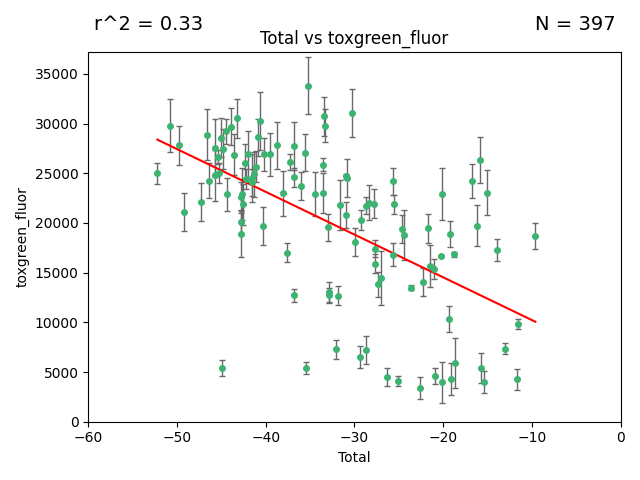 r^2 = 0.33 N = 397
Total vs toxgreen_fluor
35000
30000
25000
20000
15000
10000
5000
0
toxgreen_fluor
−60 −50 −40 −30 −20 −10 0
Total